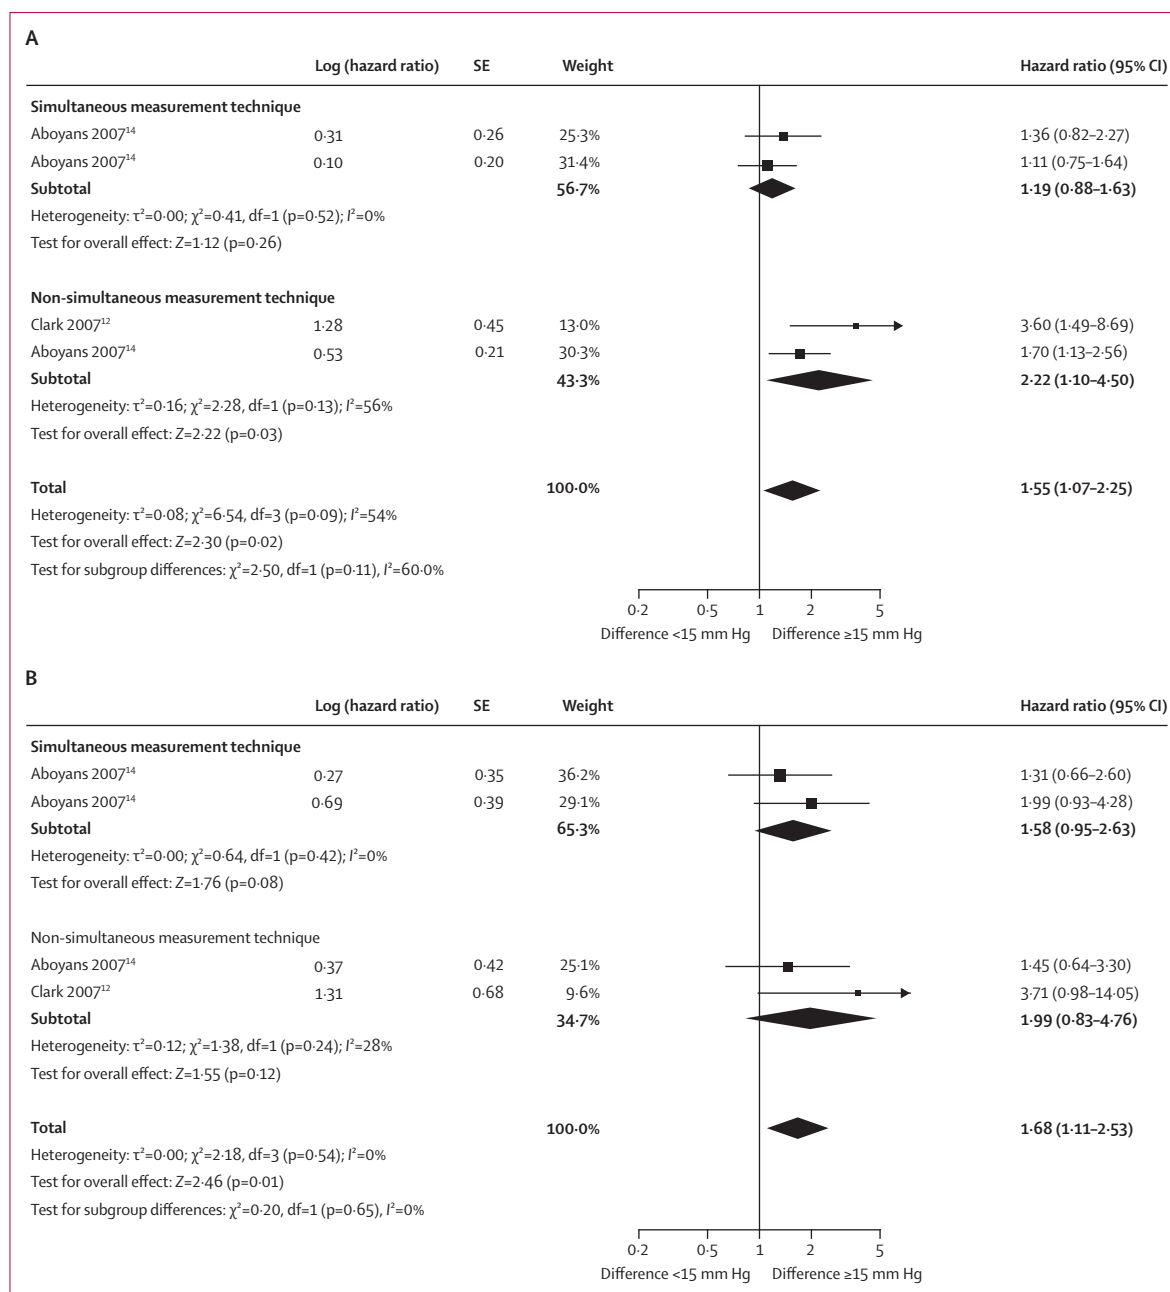 A
Log (hazard ratio) SE Weight Hazard ratio (95% CI)
Simultaneous measurement technique
Aboyans 2007¹⁴ 0·31 0·26 25·3% 1·36 (0·82–2·27)
Aboyans 2007¹⁴ 0·10 0·20 31·4% 1·11 (0·75–1·64)
Subtotal 56·7% 1·19 (0·88–1·63)
Heterogeneity: τ²=0·00; χ²=0·41, df=1 (p=0·52); I²=0%
Test for overall effect: Z=1·12 (p=0·26)
Non-simultaneous measurement technique
Clark 2007¹² 1·28 0·45 13·0% 3·60 (1·49–8·69)
Aboyans 2007¹⁴ 0·53 0·21 30·3% 1·70 (1·13–2·56)
Subtotal 43·3% 2·22 (1·10–4·50)
Heterogeneity: τ²=0·16; χ²=2·28, df=1 (p=0·13); I²=56%
Test for overall effect: Z=2·22 (p=0·03)
Total 100·0% 1·55 (1·07–2·25)
Heterogeneity: τ²=0·08; χ²=6·54, df=3 (p=0·09); I²=54%
Test for overall effect: Z=2·30 (p=0·02)
Test for subgroup differences: χ²=2·50, df=1 (p=0·11), I²=60·0%
0·2 0·5 1 2 5
Difference <15 mm Hg Difference ≥15 mm Hg
B
Log (hazard ratio) SE Weight Hazard ratio (95% CI)
Simultaneous measurement technique
Aboyans 2007¹⁴ 0·27 0·35 36·2% 1·31 (0·66–2·60)
Aboyans 2007¹⁴ 0·69 0·39 29·1% 1·99 (0·93–4·28)
Subtotal 65·3% 1·58 (0·95–2·63)
Heterogeneity: τ²=0·00; χ²=0·64, df=1 (p=0·42); I²=0%
Test for overall effect: Z=1·76 (p=0·08)
Non-simultaneous measurement technique
Aboyans 2007¹⁴ 0·37 0·42 25·1% 1·45 (0·64–3·30)
Clark 2007¹² 1·31 0·68 9·6% 3·71 (0·98–14·05)
Subtotal 34·7% 1·99 (0·83–4·76)
Heterogeneity: τ²=0·12; χ²=1·38, df=1 (p=0·24); I²=28%
Test for overall effect: Z=1·55 (p=0·12)
Total 100·0% 1·68 (1·11–2·53)
Heterogeneity: τ²=0·00; χ²=2·18, df=3 (p=0·54); I²=0%
Test for overall effect: Z=2·46 (p=0·01)
Test for subgroup differences: χ²=0·20, df=1 (p=0·65), I²=0%
0·2 0·5 1 2 5
Difference <15 mm Hg Difference ≥15 mm Hg